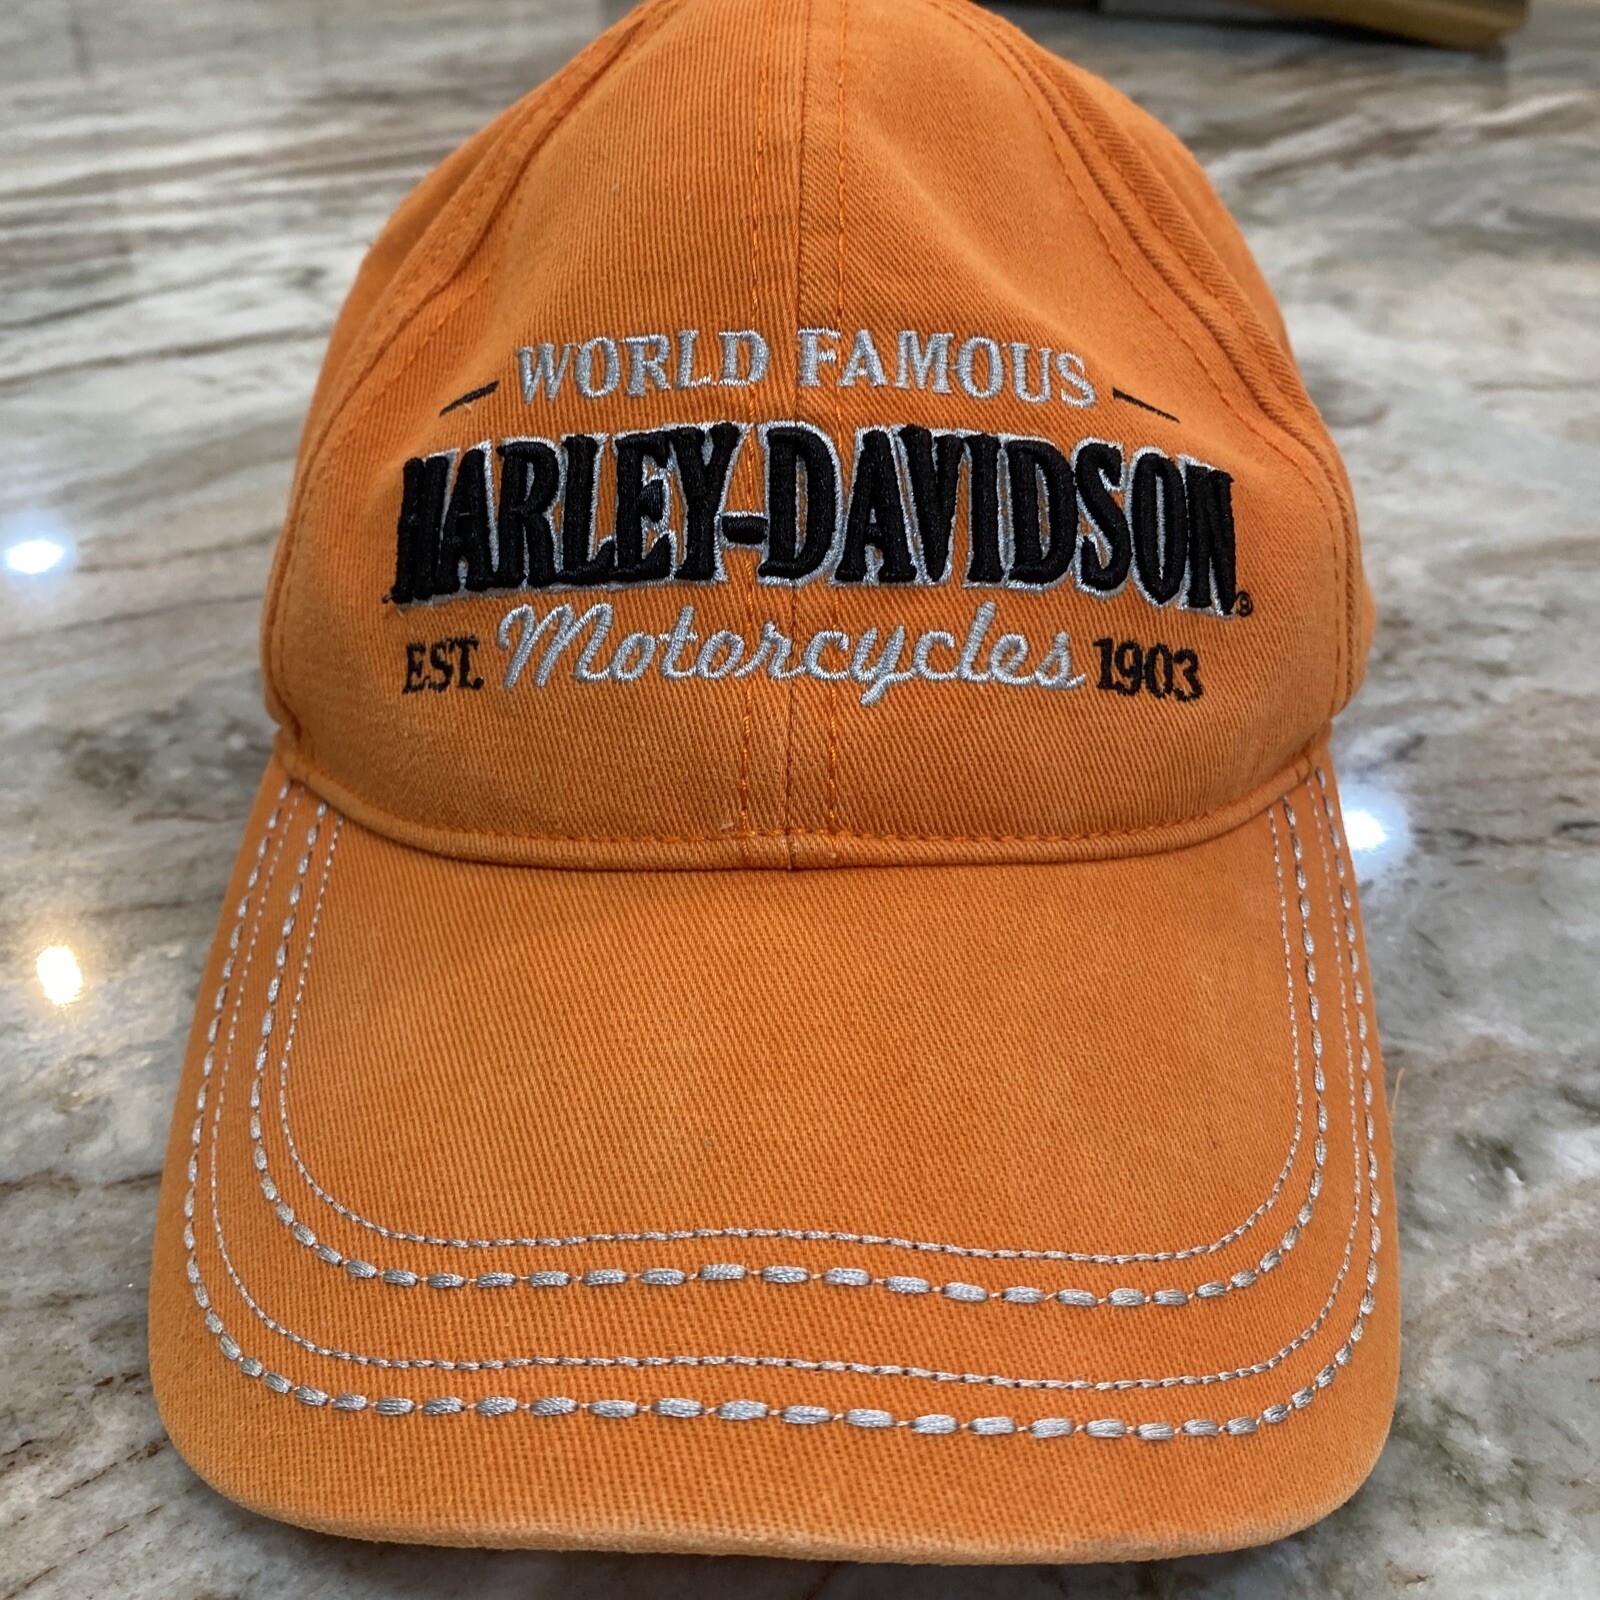 WORLD FAMOUS
HARLEY-DAVIDSON®
EST. Motorcycles 1903